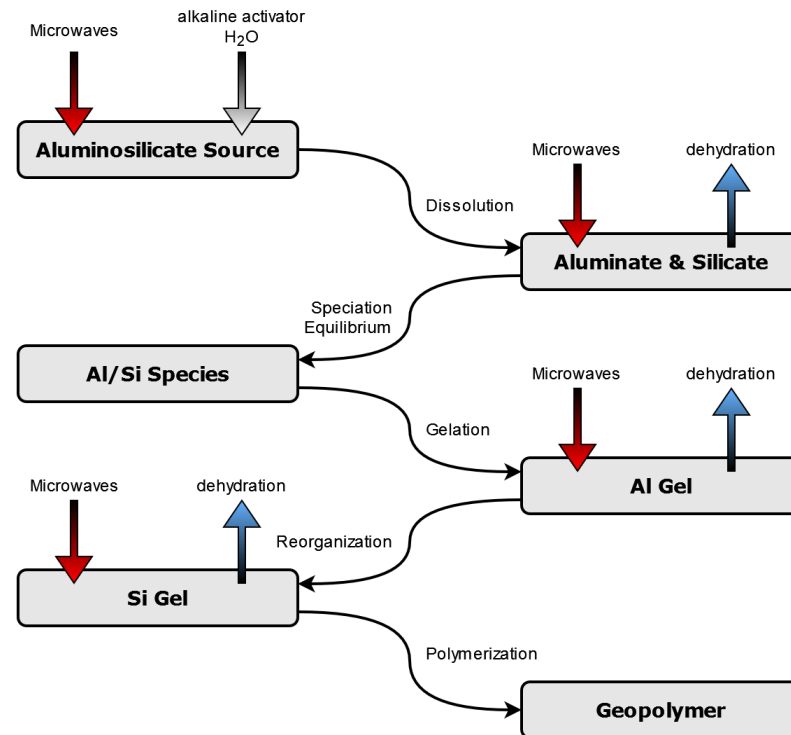 Microwaves
alkaline activator
H₂O
Aluminosilicate Source
Microwaves
dehydration
Dissolution
Aluminate & Silicate
Speciation
Equilibrium
Al/Si Species
Microwaves
dehydration
Gelation
Al Gel
Microwaves
dehydration
Reorganization
Si Gel
Polymerization
Geopolymer